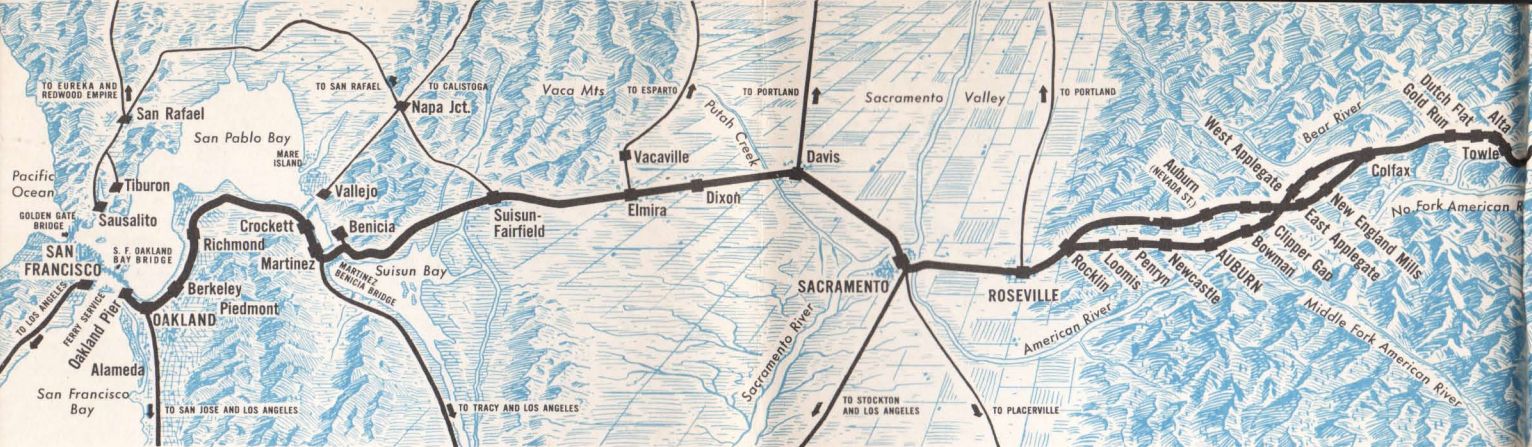 TO EUREKA AND
REDWOOD EMPIRE
San Rafael
San Pablo Bay
MARE
ISLAND
Pacific
Ocean
Tiburon
Sausalito
GOLDEN GATE
BRIDGE
SAN
FRANCISCO
S. F. OAKLAND
BAY BRIDGE
TO LOS ANGELES
FERRY SERVICE
Oakland Pier
OAKLAND
Alameda
San Francisco
Bay
TO SAN JOSE AND LOS ANGELES
Berkeley
Piedmont
Richmond
Crockett
Martinez
Vallejo
Benicia
MARTINEZ
BENICIA BRIDGE
Suisun Bay
TO TRACY AND LOS ANGELES
TO SAN RAFAEL
TO CALISTOGA
Napa Jct.
Suisun-
Fairfield
Vaca Mts
TO ESPARTO
Vacaville
Elmira
Dixon
Putah Creek
TO PORTLAND
Davis
Sacramento Valley
TO PORTLAND
SACRAMENTO
Sacramento River
TO STOCKTON
AND LOS ANGELES
TO PLACERVILLE
ROSEVILLE
American River
Rocklin
Loomis
Penryn
Newcastle
AUBURN
Bowman
Clipper Gap
East Applegate
New England Mills
Auburn
(NEVADA ST.)
West Applegate
Bear River
Colfax
Gold Run
Dutch Flat
Alta
Towle
No. Fork American R
Middle Fork American River